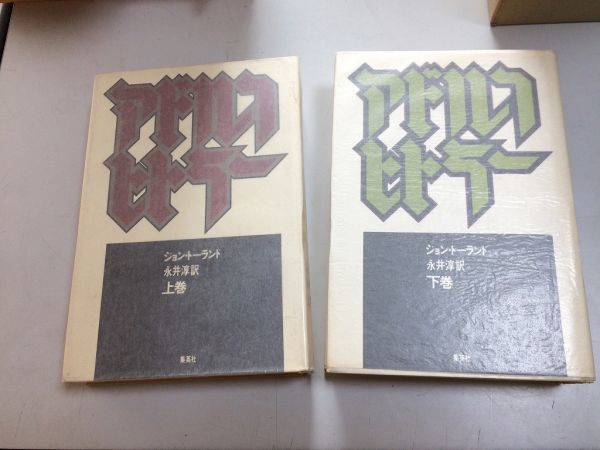 アドルフ
ヒトラー
ジョン・トーランド
永井淳訳
上巻
集英社
アドルフ
ヒトラー
ジョン・トーランド
永井淳訳
下巻
集英社